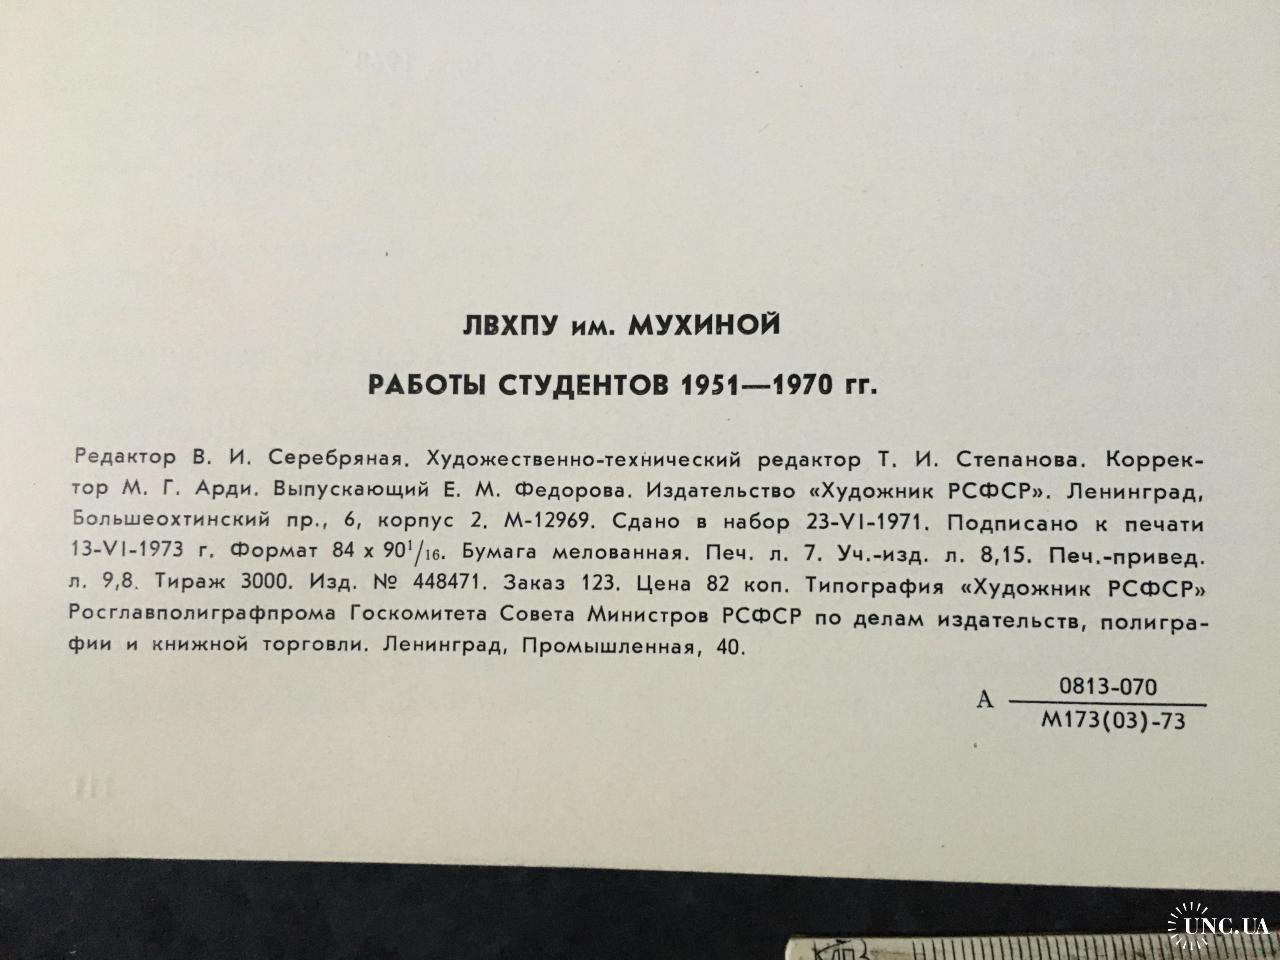 ЛВХПУ им. МУХИНОЙ
РАБОТЫ СТУДЕНТОВ 1951—1970 гг.
Редактор В. И. Серебряная. Художественно-технический редактор Т. И. Степанова. Коррек-
тор М. Г. Арди. Выпускающий Е. М. Федорова. Издательство «Художник РСФСР». Ленинград,
Большеохтинский пр., 6, корпус 2. М-12969. Сдано в набор 23-VI-1971. Подписано к печати
13-VI-1973 г. Формат 84 х 90¹/₁₆. Бумага мелованная. Печ. л. 7. Уч.-изд. л. 8,15. Печ.-привед.
л. 9,8. Тираж 3000. Изд. № 448471. Заказ 123. Цена 82 коп. Типография «Художник РСФСР»
Росглавполиграфпрома Госкомитета Совета Министров РСФСР по делам издательств, полигра-
фии и книжной торговли. Ленинград, Промышленная, 40.
А 0813-070
М173(03)-73
UNC.UA